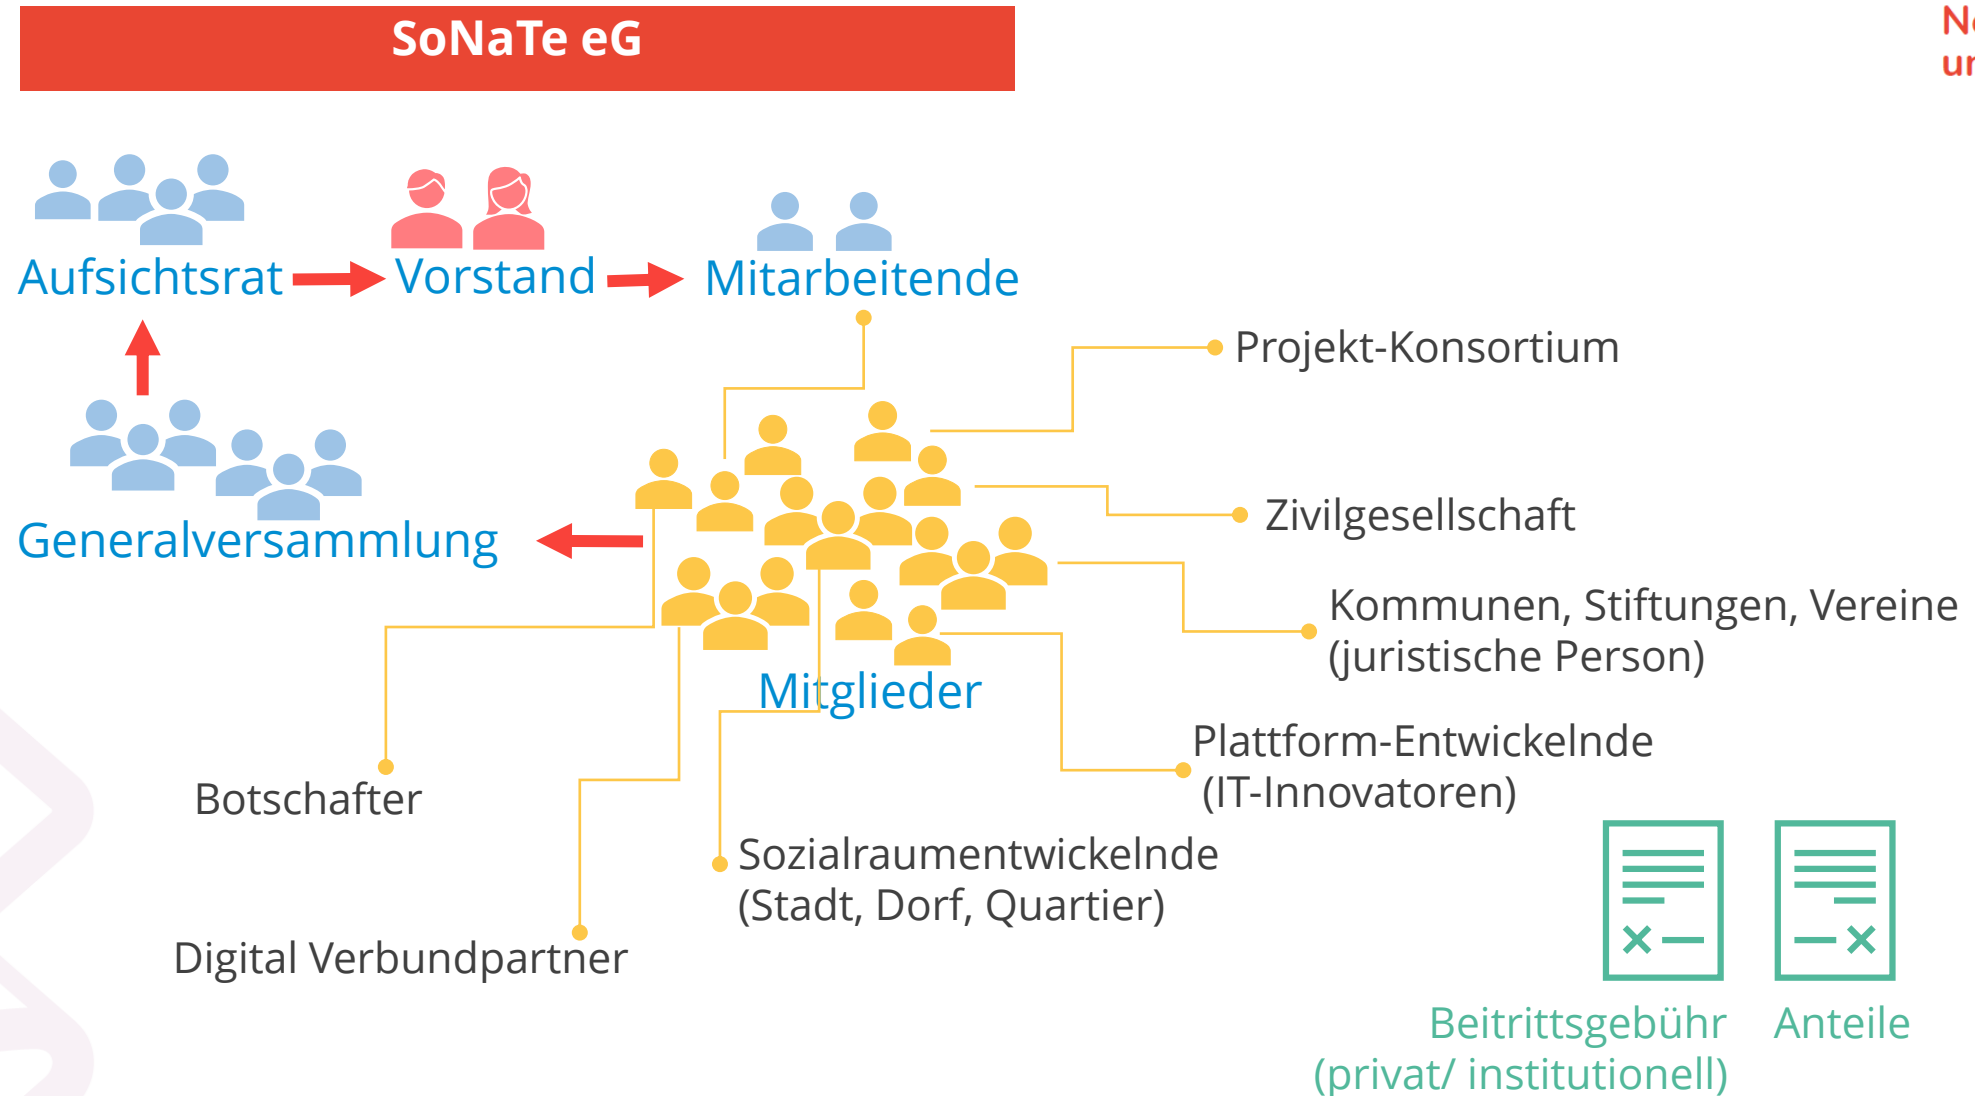 SoNaTe eG
Aufsichtsrat
Vorstand
Mitarbeitende
Projekt-Konsortium
Zivilgesellschaft
Generalversammlung
Kommunen, Stiftungen, Vereine
(juristische Person)
Mitglieder
Plattform-Entwickelnde
(IT-Innovatoren)
Botschafter
Sozialraumentwickelnde
(Stadt, Dorf, Quartier)
Digital Verbundpartner
Beitrittsgebühr
(privat/ institutionell)
Anteile